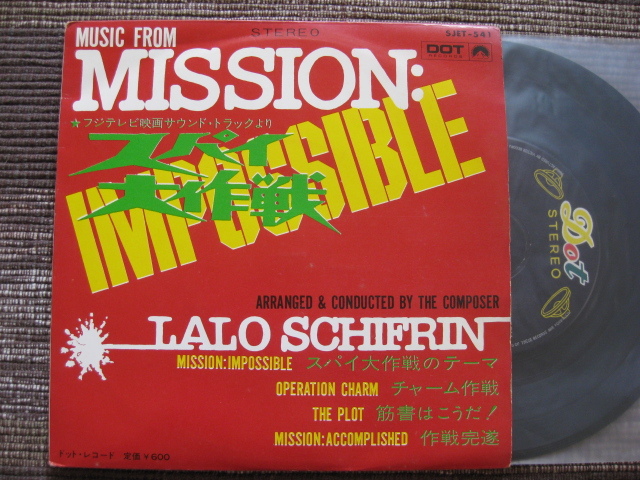 MUSIC FROM
STEREO
SJET-541
DOT
RECORDS
MISSION:
IMPOSSIBLE
★フジテレビ映画サウンド・トラックより
スパイ
大作戦
ARRANGED & CONDUCTED BY THE COMPOSER
LALO SCHIFRIN
MISSION:IMPOSSIBLE スパイ大作戦のテーマ
OPERATION CHARM チャーム作戦
THE PLOT 筋書はこうだ!
MISSION:ACCOMPLISHED 作戦完遂
ドット・レコード 定価￥600
Dot
STEREO